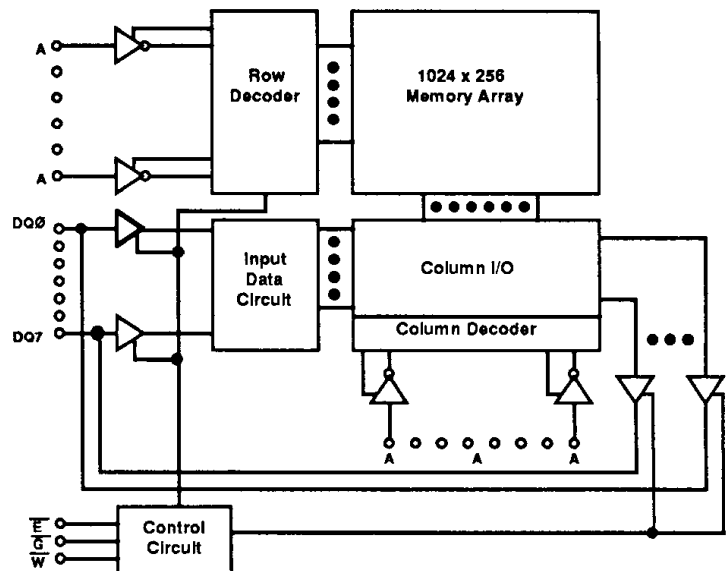 A
Row
Decoder
1024 x 256
Memory Array
A
DQØ
Input
Data
Circuit
Column I/O
Column Decoder
DQ7
A
A
A
E̅
G̅
W̅
Control
Circuit